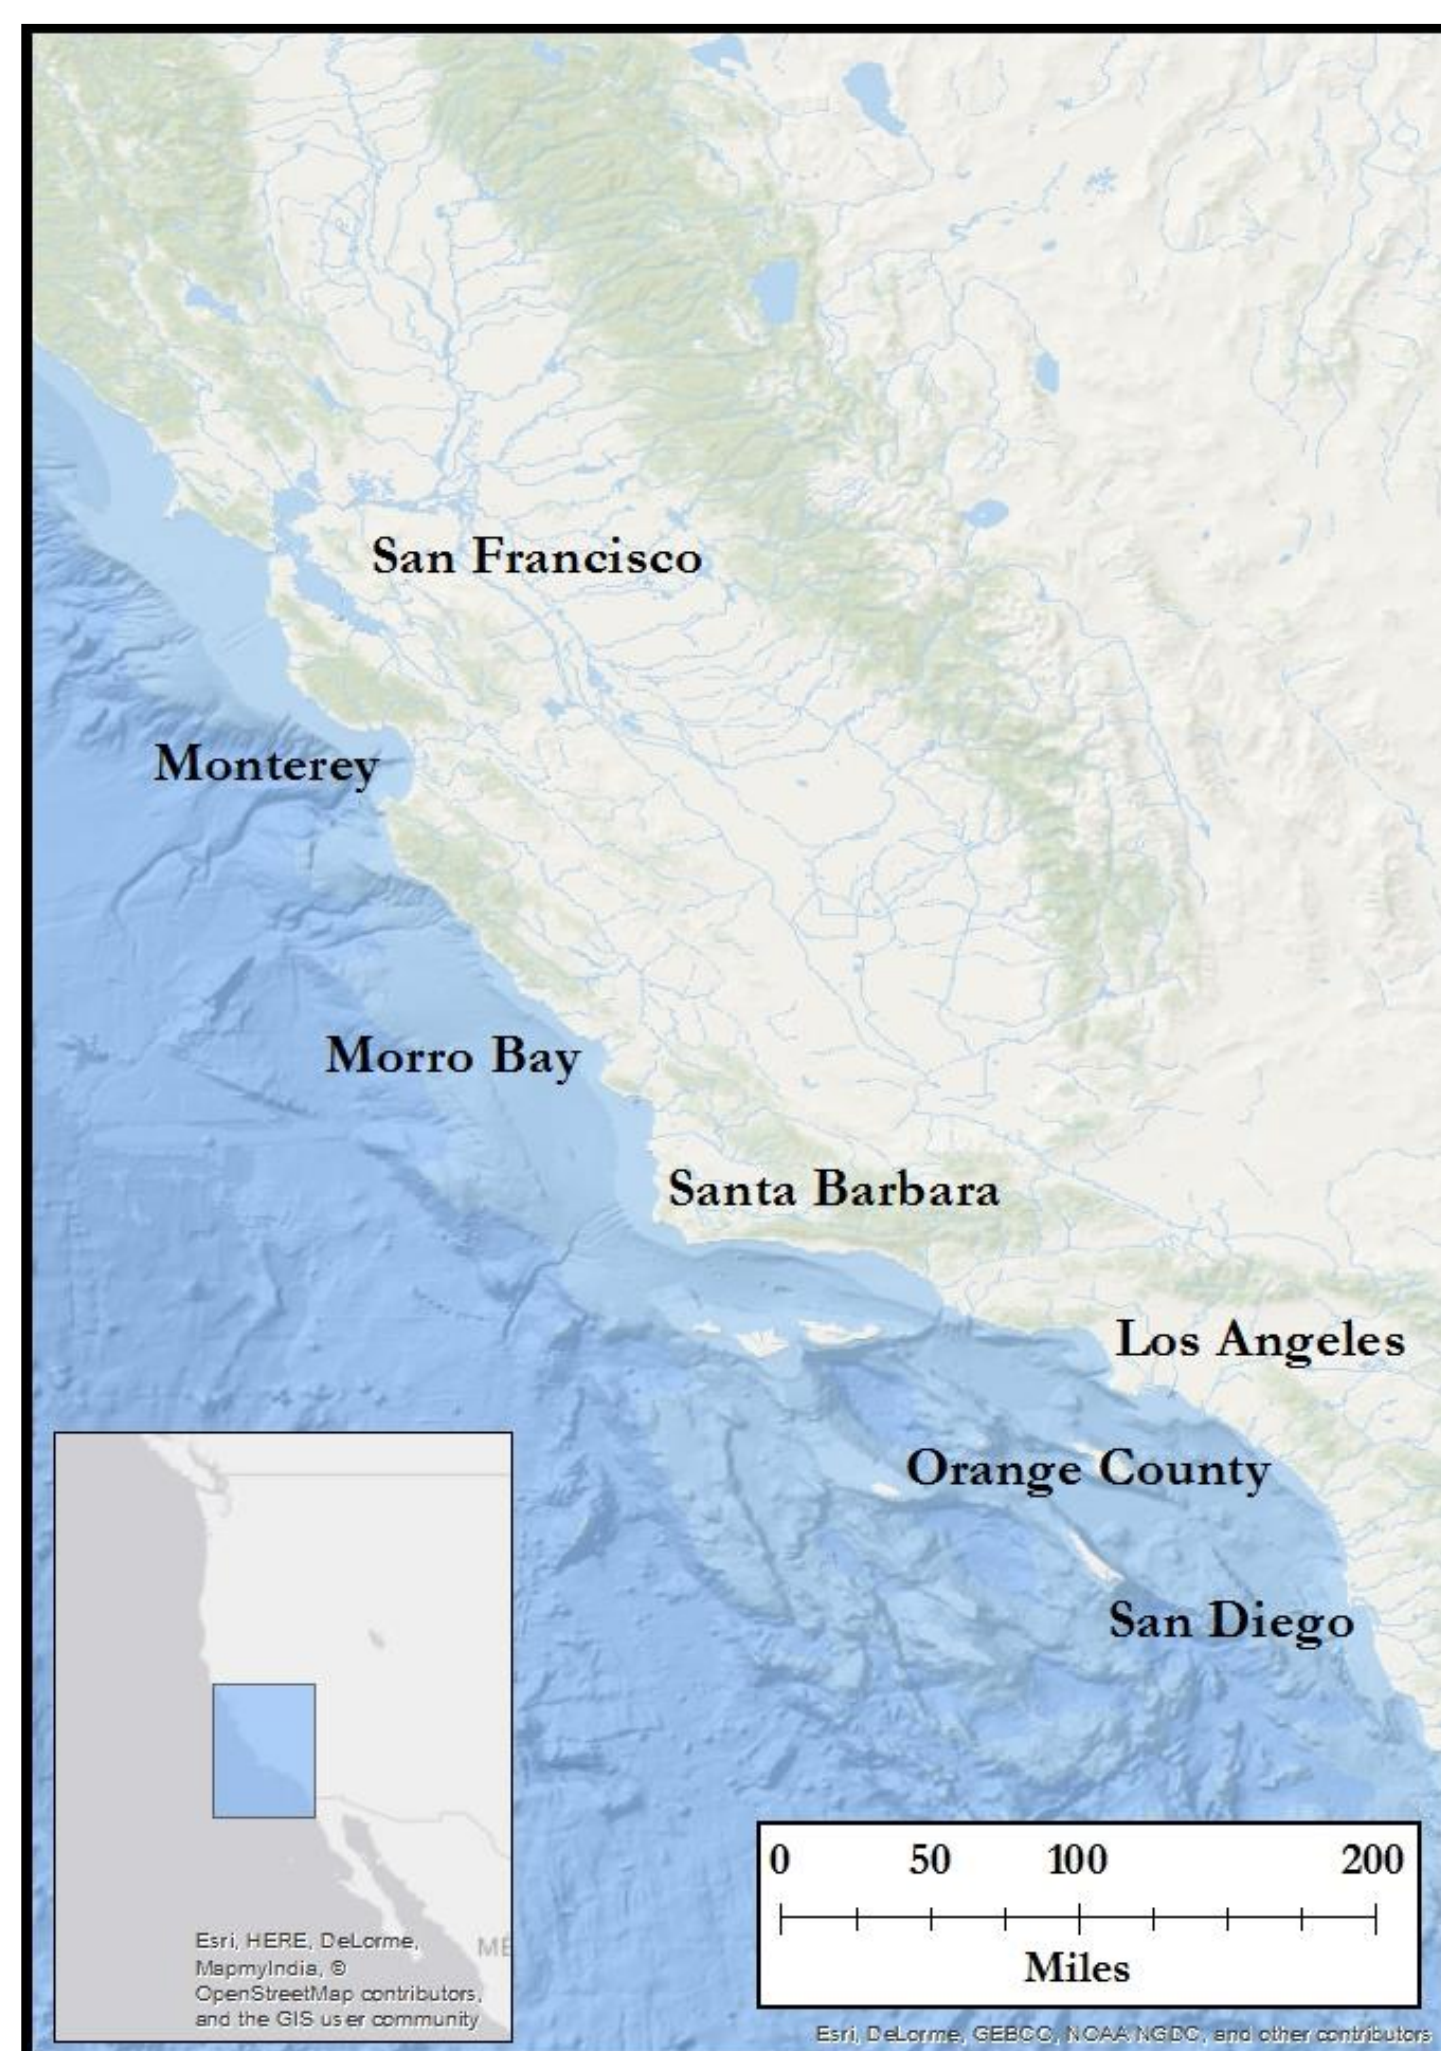 San Francisco
Monterey
Morro Bay
Santa Barbara
Los Angeles
Orange County
San Diego
0 50 100 200
Miles
Esri, HERE, DeLorme,
MapmyIndia, ©
OpenStreetMap contributors,
and the GIS user community
ME
Esri, DeLorme, GEBCO, NOAA NGDC, and other contributors